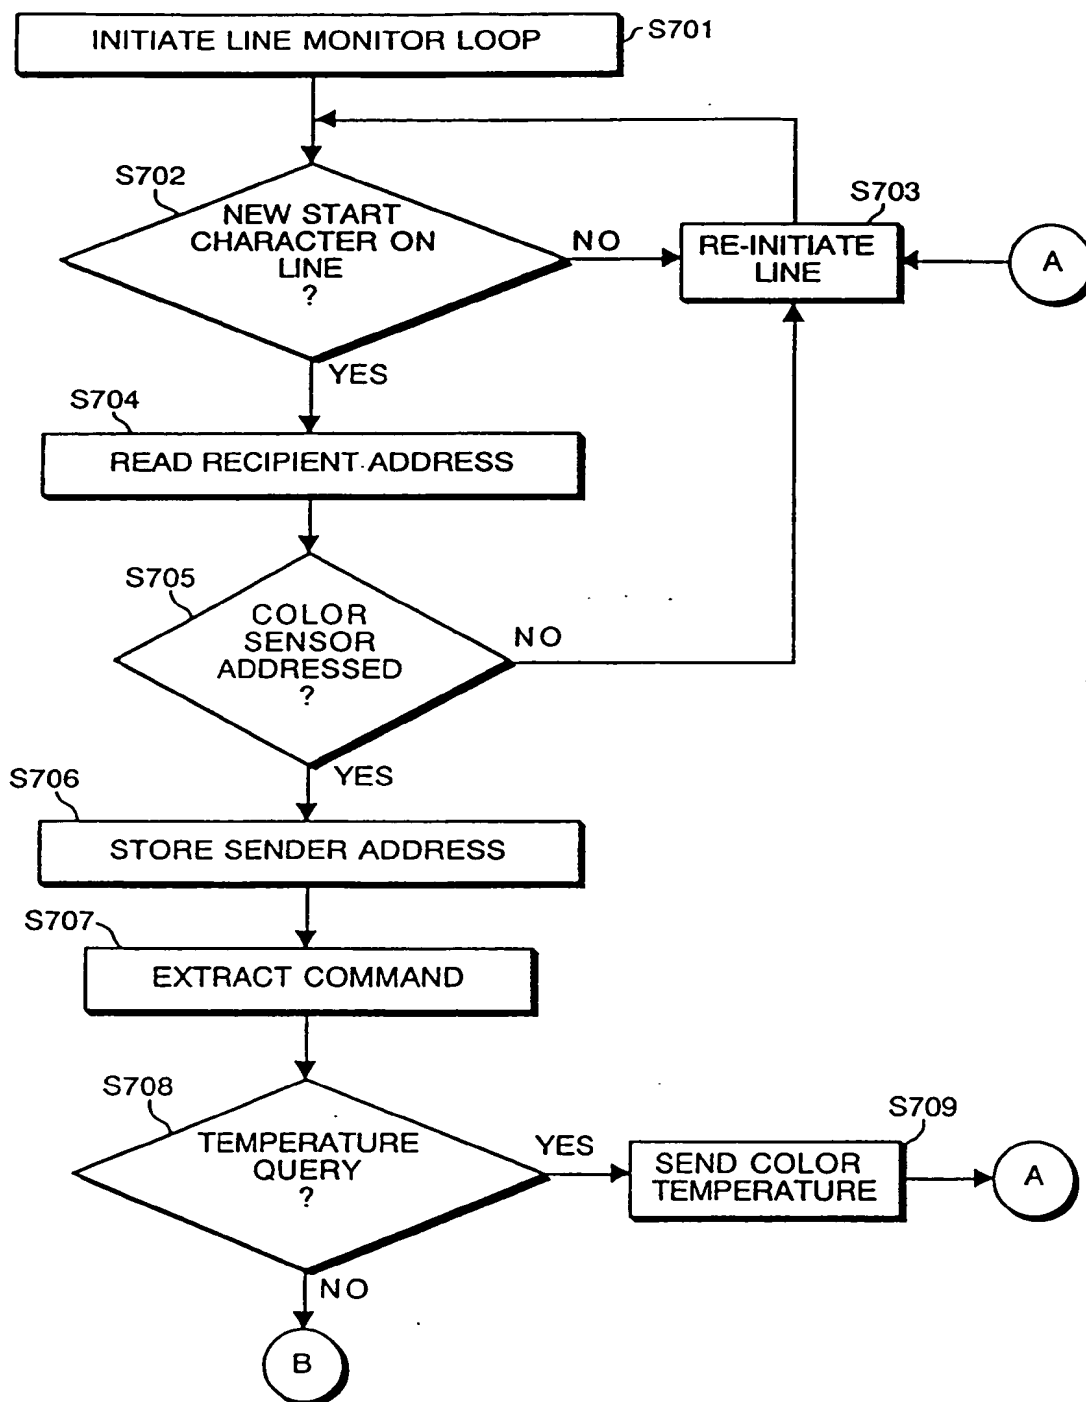 INITIATE LINE MONITOR LOOP
S701
S702
NEW START
CHARACTER ON
LINE
?
NO
S703
RE-INITIATE
LINE
A
YES
S704
READ RECIPIENT ADDRESS
S705
COLOR
SENSOR
ADDRESSED
?
NO
YES
S706
STORE SENDER ADDRESS
S707
EXTRACT COMMAND
S708
TEMPERATURE
QUERY
?
YES
S709
SEND COLOR
TEMPERATURE
A
NO
B